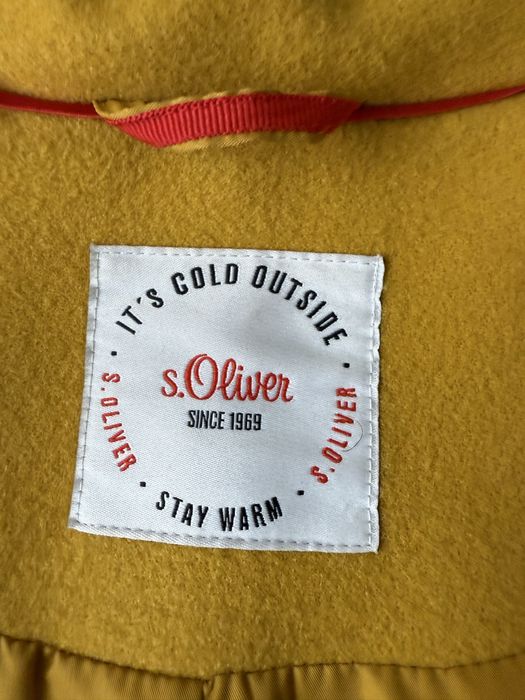 · IT'S COLD OUTSIDE ·
s.Oliver
SINCE 1969
S.OLIVER
S.OLIVER
· STAY WARM ·